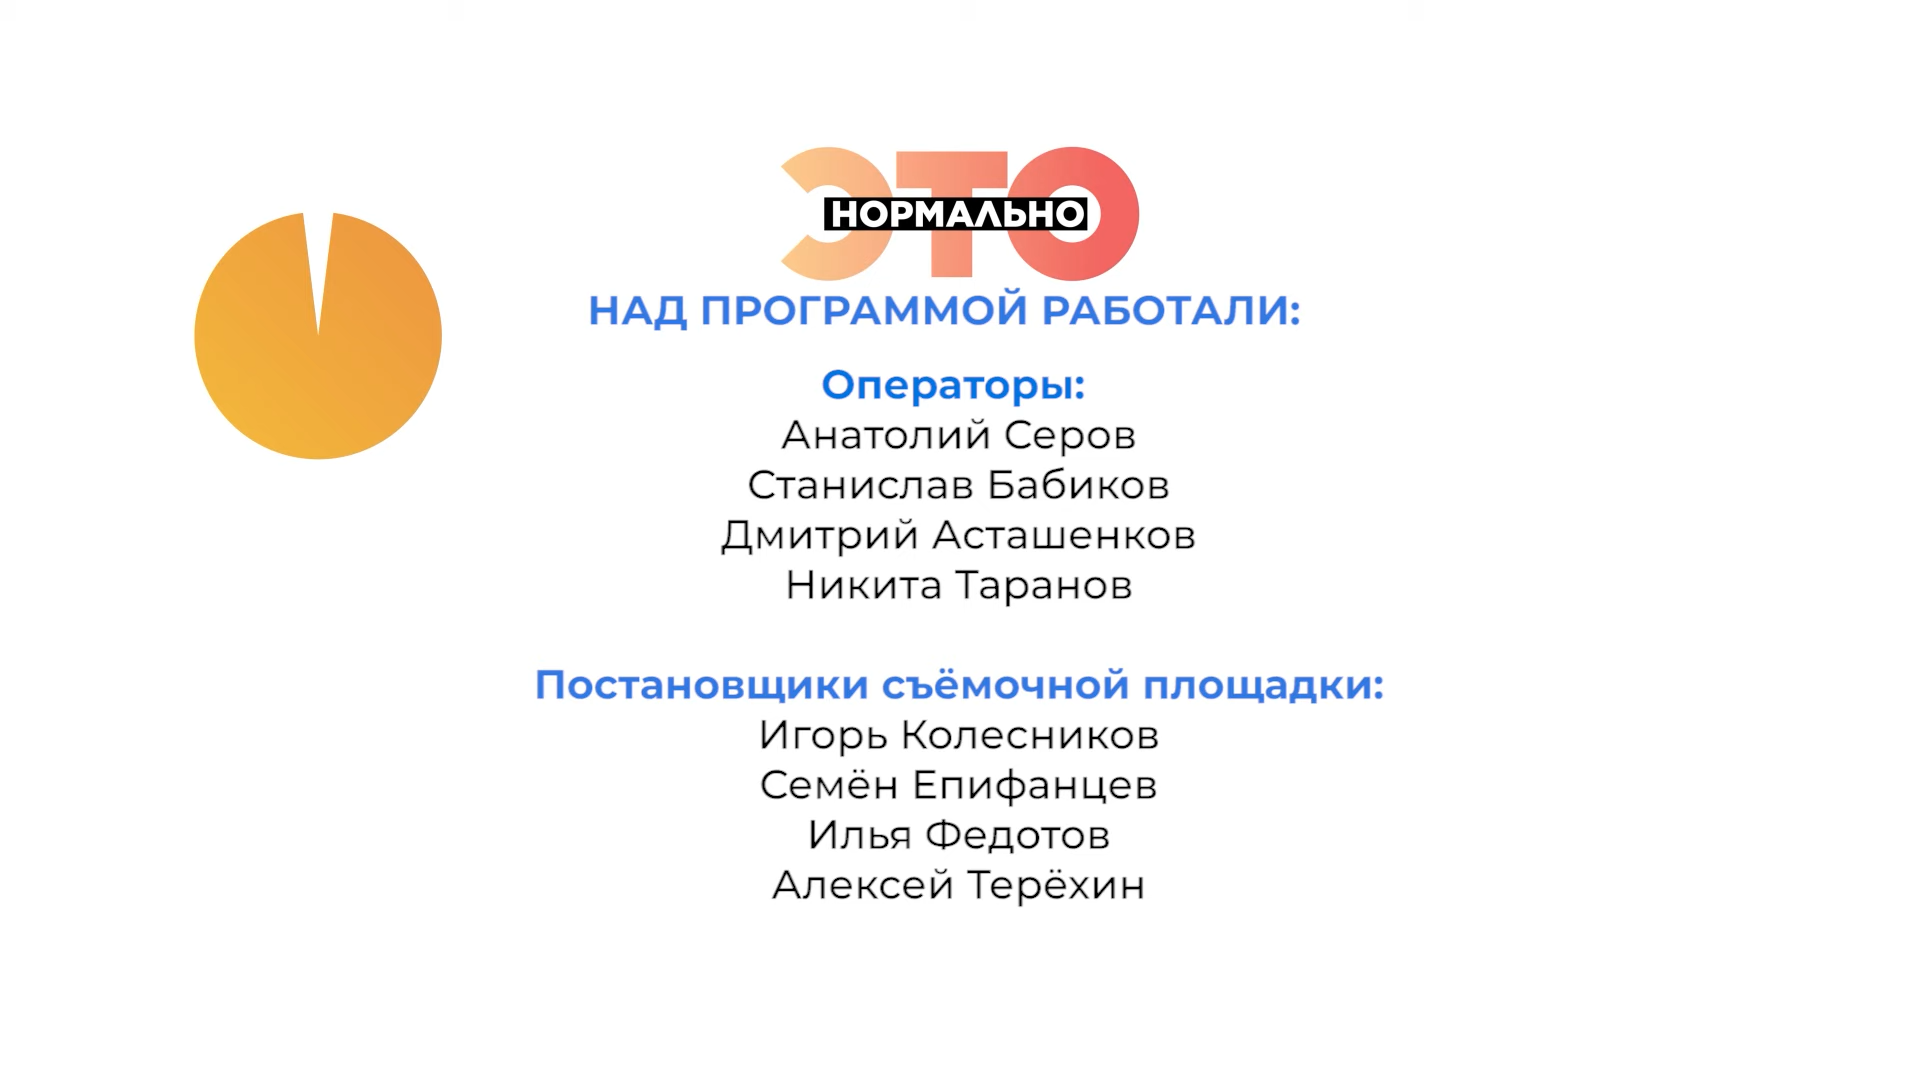 ЭТО
НОРМАЛЬНО
НАД ПРОГРАММОЙ РАБОТАЛИ:
Операторы:
Анатолий Серов
Станислав Бабиков
Дмитрий Асташенков
Никита Таранов
Постановщики съёмочной площадки:
Игорь Колесников
Семён Епифанцев
Илья Федотов
Алексей Терёхин